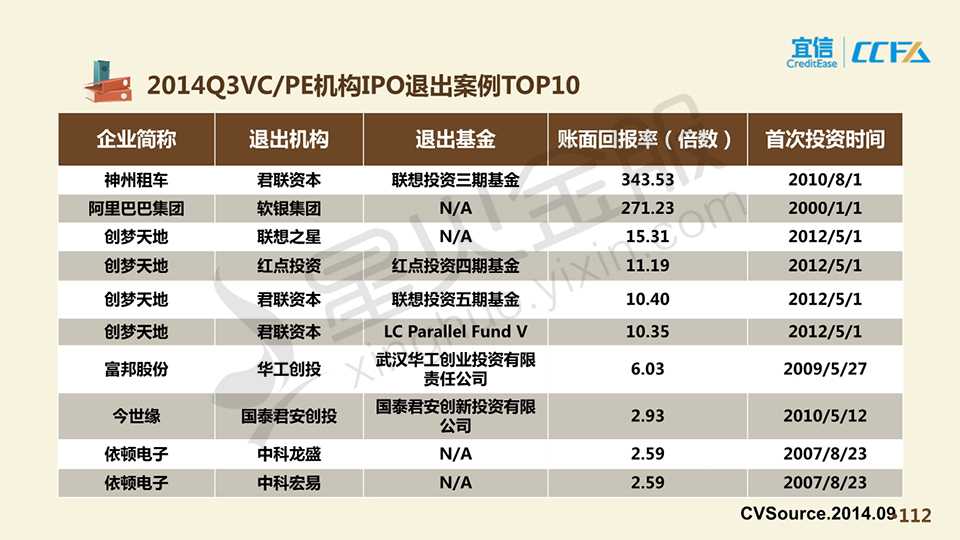 宜信
CreditEase
CCFA
2014Q3VC/PE机构IPO退出案例TOP10
企业简称 退出机构 退出基金 账面回报率（倍数） 首次投资时间
神州租车 君联资本 联想投资三期基金 343.53 2010/8/1
阿里巴巴集团 软银集团 N/A 271.23 2000/1/1
创梦天地 联想之星 N/A 15.31 2012/5/1
创梦天地 红点投资 红点投资四期基金 11.19 2012/5/1
创梦天地 君联资本 联想投资五期基金 10.40 2012/5/1
创梦天地 君联资本 LC Parallel Fund V 10.35 2012/5/1
富邦股份 华工创投 武汉华工创业投资有限
责任公司 6.03 2009/5/27
今世缘 国泰君安创投 国泰君安创新投资有限
公司 2.93 2010/5/12
依顿电子 中科龙盛 N/A 2.59 2007/8/23
依顿电子 中科宏易 N/A 2.59 2007/8/23
星火金服
xinghuo.yixin.com
CVSource.2014.09
112